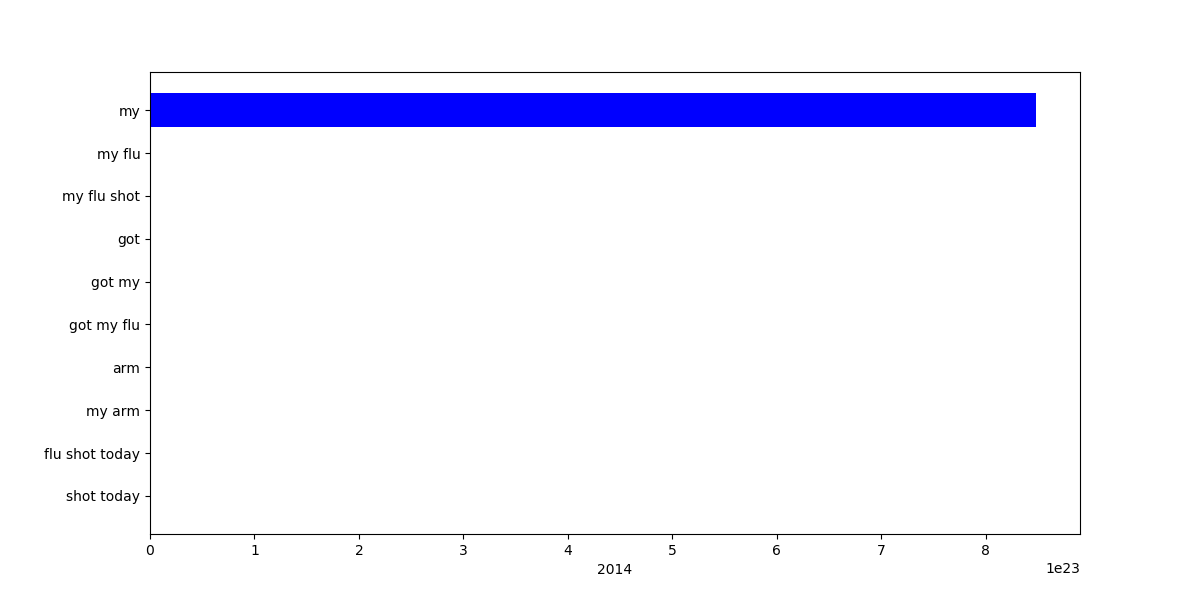 my
my flu
my flu shot
got
got my
got my flu
arm
my arm
flu shot today
shot today
0 1 2 3 4 5 6 7 8
2014
1e23